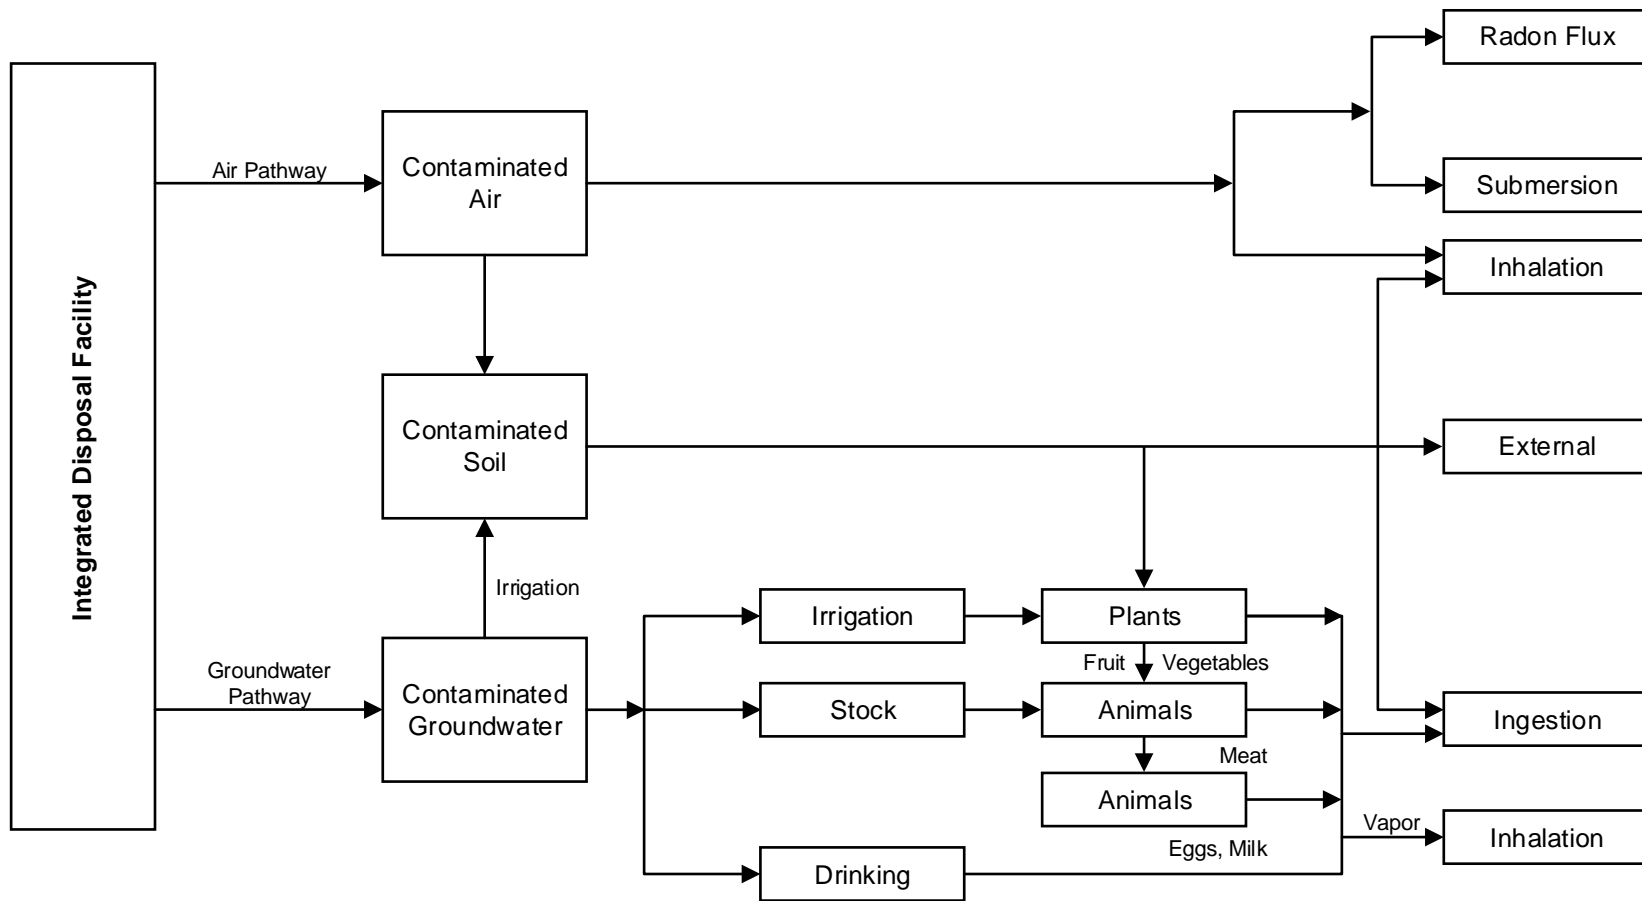 Radon Flux
Air Pathway
Contaminated
Air
Submersion
Inhalation
Integrated Disposal Facility
Contaminated
Soil
External
Irrigation
Irrigation
Plants
Fruit
Vegetables
Groundwater
Pathway
Contaminated
Groundwater
Stock
Animals
Ingestion
Meat
Animals
Vapor
Inhalation
Eggs, Milk
Drinking